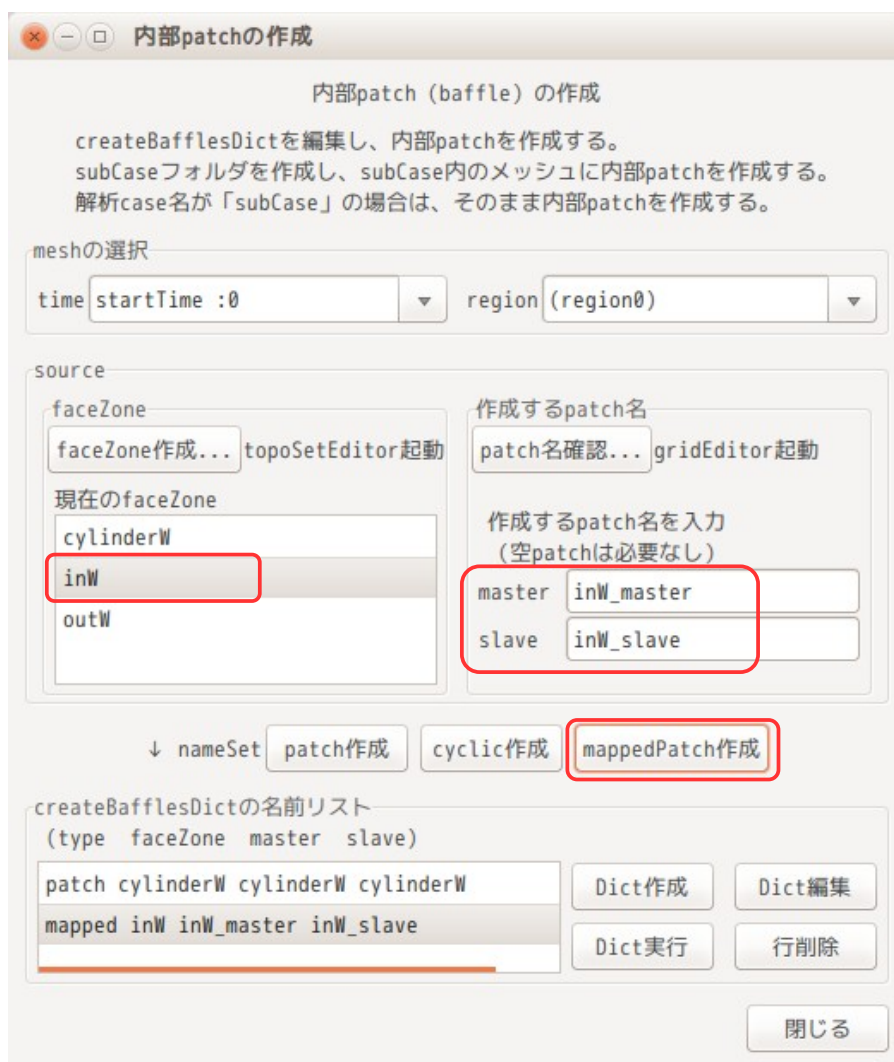 内部patchの作成
内部patch (baffle) の作成
createBafflesDictを編集し、内部patchを作成する。
subCaseフォルダを作成し、subCase内のメッシュに内部patchを作成する。
解析case名が「subCase」の場合は、そのまま内部patchを作成する。
meshの選択
time startTime :0 region (region0)
source
faceZone
faceZone作成... topoSetEditor起動
現在のfaceZone
cylinderW
inW
outW
作成するpatch名
patch名確認... gridEditor起動
作成するpatch名を入力
(空patchは必要なし)
master inW_master
slave inW_slave
↓ nameSet patch作成 cyclic作成 mappedPatch作成
createBafflesDictの名前リスト
(type faceZone master slave)
patch cylinderW cylinderW cylinderW
mapped inW inW_master inW_slave
Dict作成 Dict編集
Dict実行 行削除
閉じる